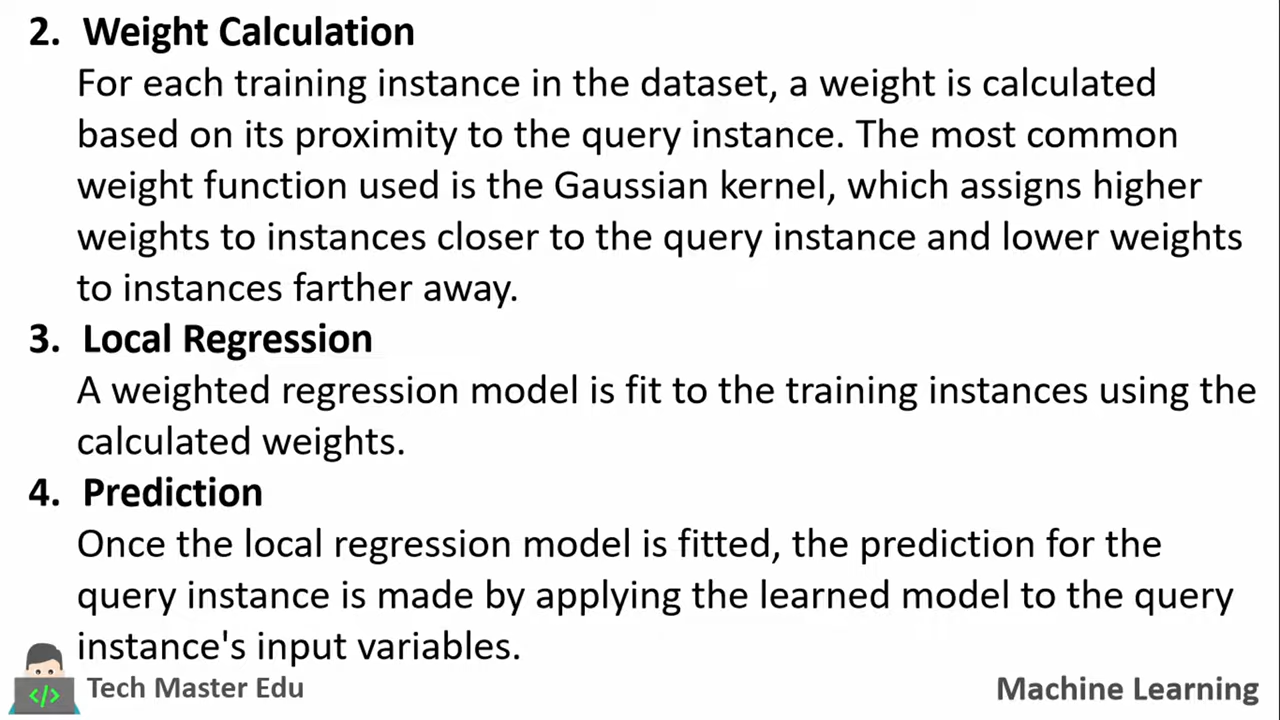 2. Weight Calculation
For each training instance in the dataset, a weight is calculated
based on its proximity to the query instance. The most common
weight function used is the Gaussian kernel, which assigns higher
weights to instances closer to the query instance and lower weights
to instances farther away.
3. Local Regression
A weighted regression model is fit to the training instances using the
calculated weights.
4. Prediction
Once the local regression model is fitted, the prediction for the
query instance is made by applying the learned model to the query
instance's input variables.
</> Tech Master Edu
Machine Learning